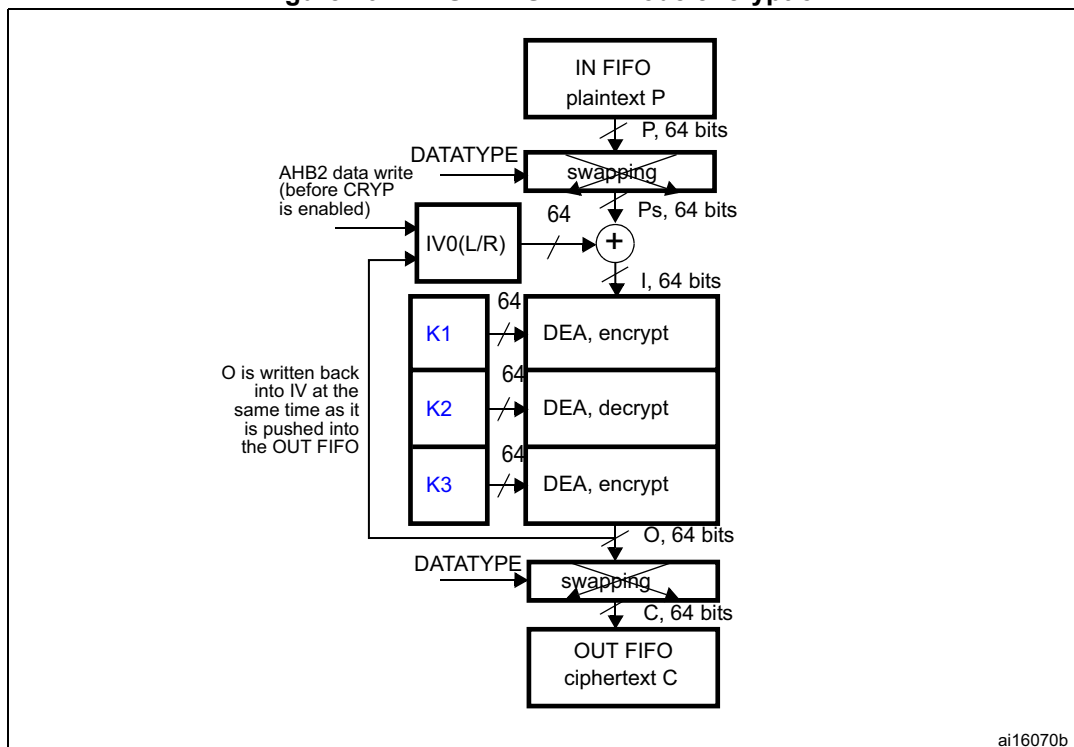 IN FIFO
plaintext P
P, 64 bits
DATATYPE
swapping
AHB2 data write
(before CRYP
is enabled)
Ps, 64 bits
64
IV0(L/R)
+
I, 64 bits
64
K1
DEA, encrypt
O is written back
into IV at the
same time as it
is pushed into
the OUT FIFO
64
K2
DEA, decrypt
64
K3
DEA, encrypt
O, 64 bits
DATATYPE
swapping
C, 64 bits
OUT FIFO
ciphertext C
ai16070b